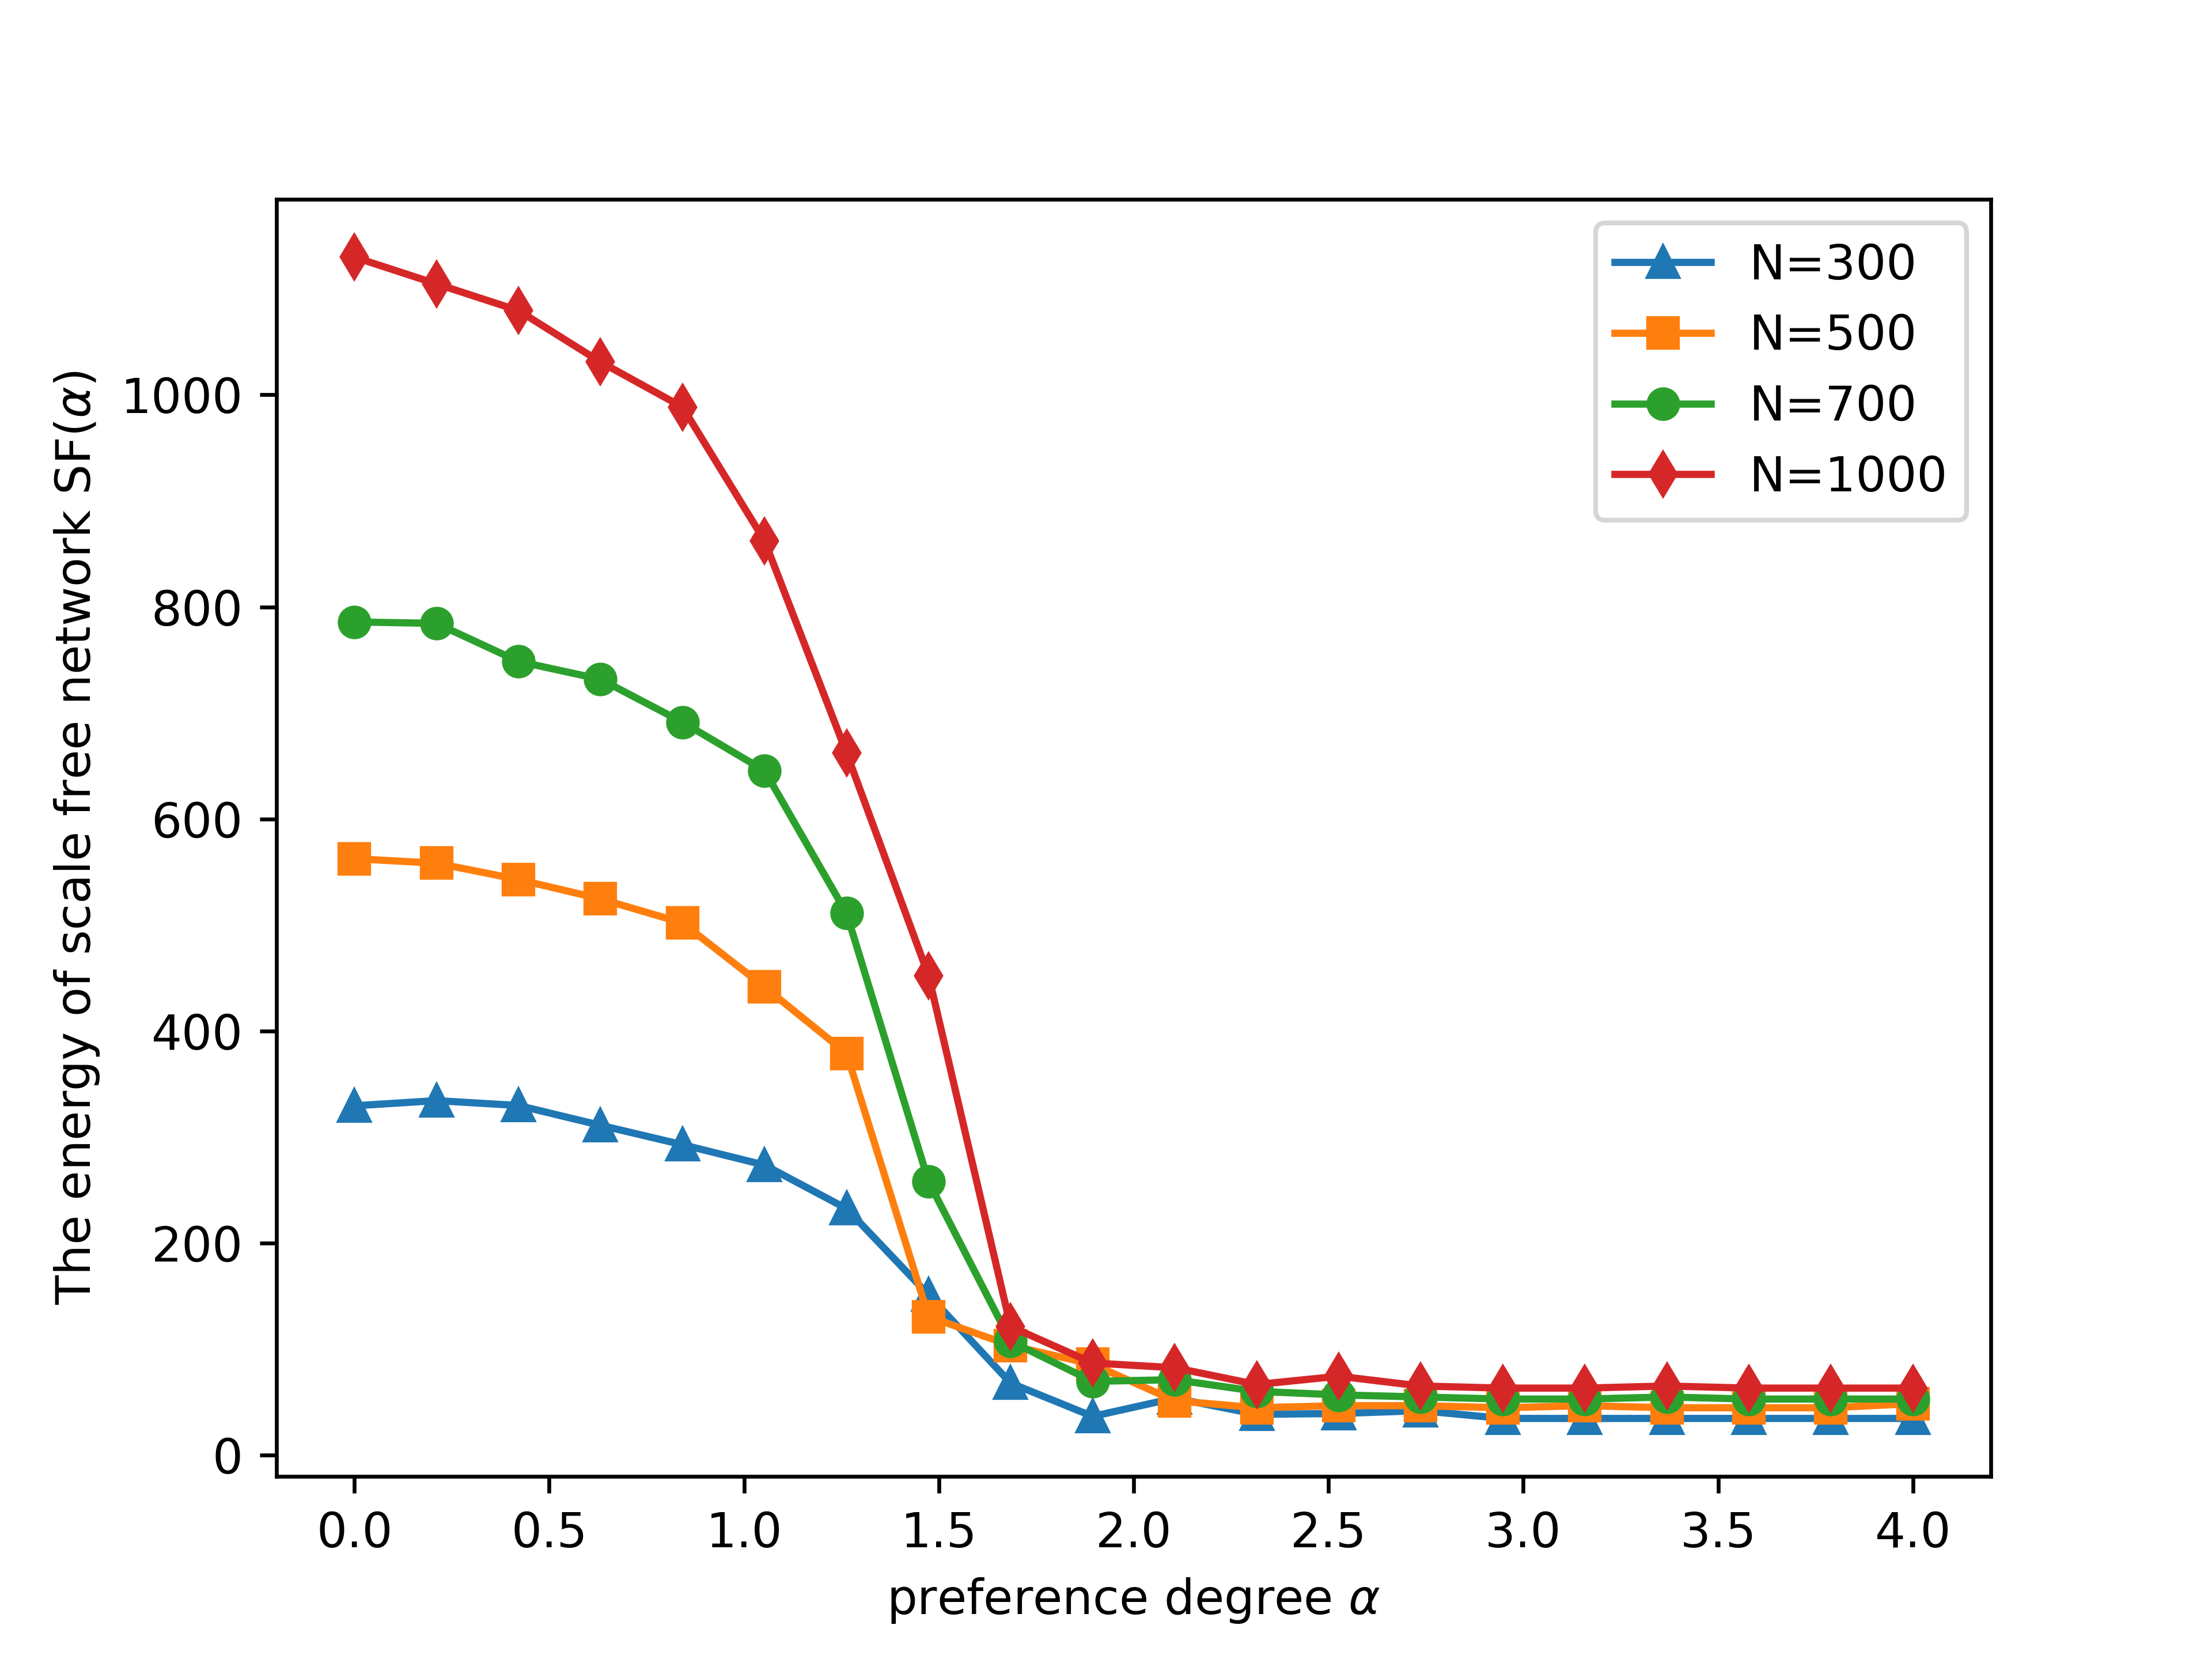 The energy of scale free network SF(α)
1000
800
600
400
200
0
0.0 0.5 1.0 1.5 2.0 2.5 3.0 3.5 4.0
preference degree α
N=300
N=500
N=700
N=1000